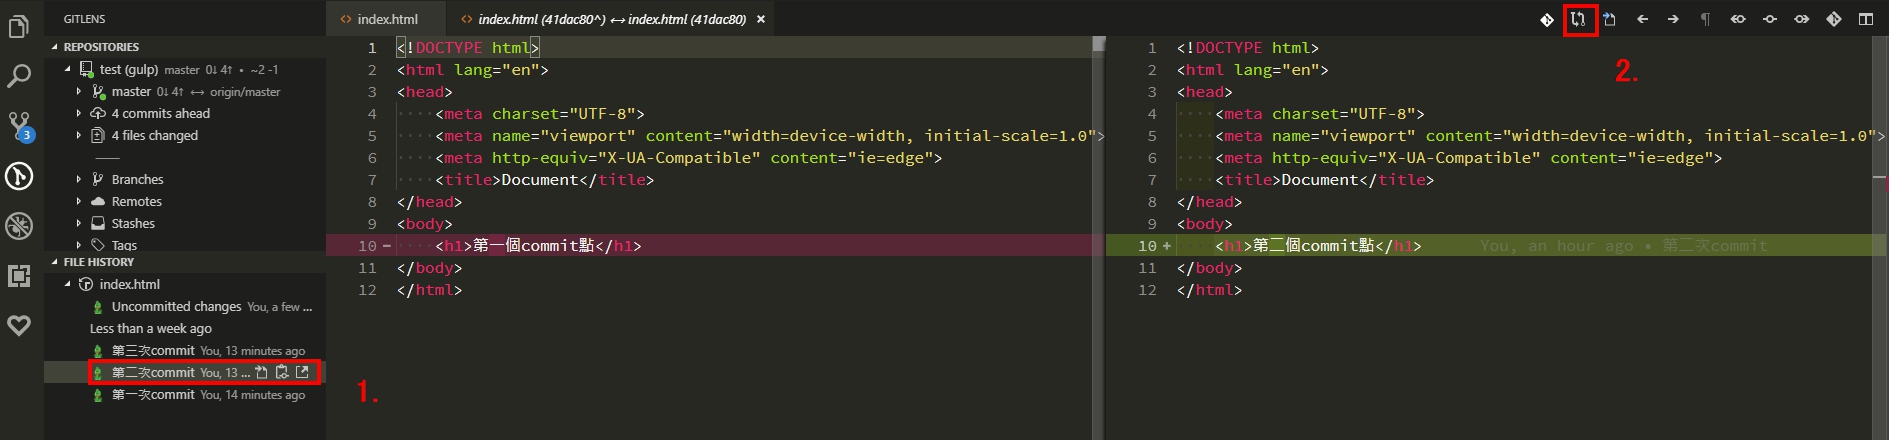 GITLENS
REPOSITORIES
test (gulp) master 0↓ 4↑ • ~2 -1
master 0↓ 4↑ ↔ origin/master
4 commits ahead
4 files changed
Branches
Remotes
Stashes
Tags
3
FILE HISTORY
index.html
Uncommitted changes You, a few ...
Less than a week ago
第三次commit You, 13 minutes ago
第二次commit You, 13 ...
第一次commit You, 14 minutes ago
1.
index.html
index.html (41dac80^) ↔ index.html (41dac80) ×
1 <!DOCTYPE html>
2 <html lang="en">
3 <head>
4 ····<meta charset="UTF-8">
5 ····<meta name="viewport" content="width=device-width, initial-scale=1.0">
6 ····<meta http-equiv="X-UA-Compatible" content="ie=edge">
7 ····<title>Document</title>
8 </head>
9 <body>
10 − ····<h1>第一個commit點</h1>
11 </body>
12 </html>
1 <!DOCTYPE html>
2 <html lang="en">
3 <head>
4 ····<meta charset="UTF-8">
5 ····<meta name="viewport" content="width=device-width, initial-scale=1.0">
6 ····<meta http-equiv="X-UA-Compatible" content="ie=edge">
7 ····<title>Document</title>
8 </head>
9 <body>
10 + ····<h1>第二個commit點</h1> You, an hour ago • 第二次commit
11 </body>
12 </html>
2.